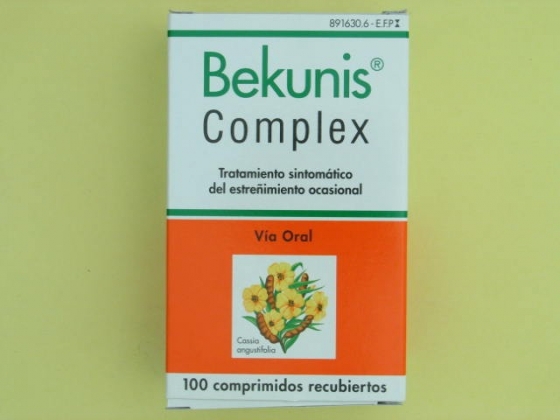 891630.6 - E.F.P.
Bekunis®
Complex
Tratamiento sintomático
del estreñimiento ocasional
Vía Oral
Cassia
angustifolia
100 comprimidos recubiertos